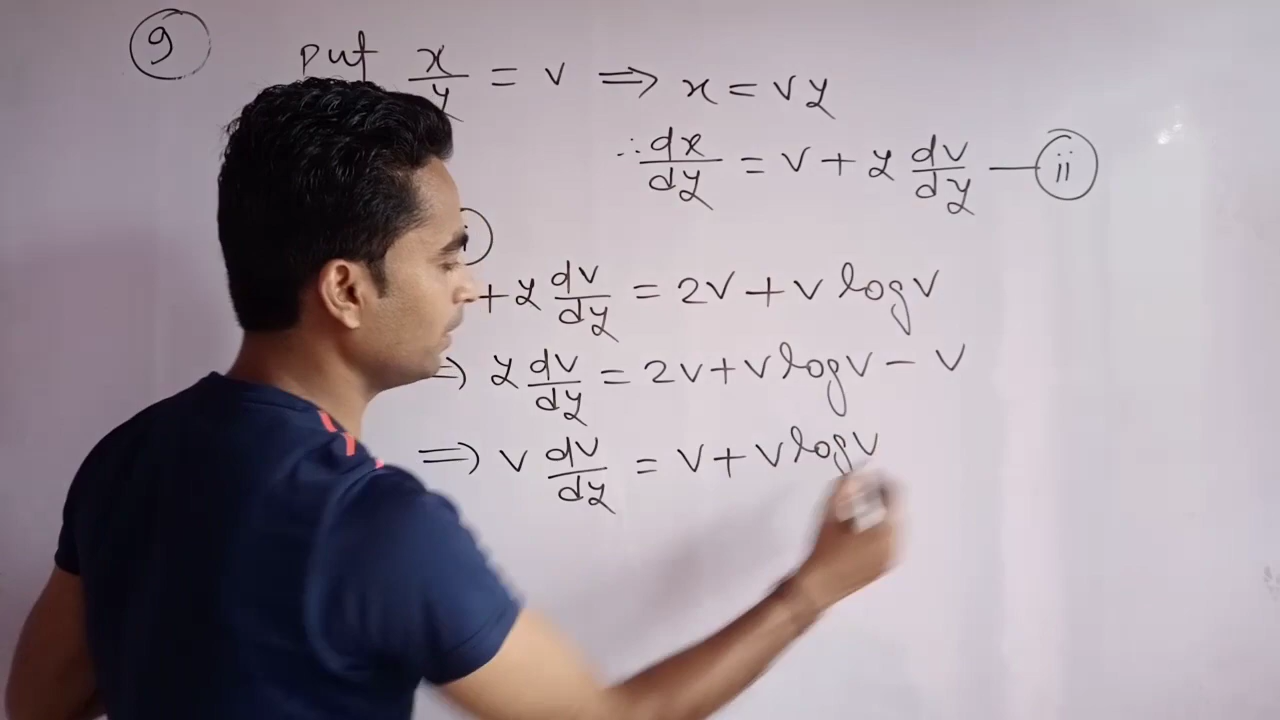 9
put x/y = v ⇒ x = vy
∴ dx/dy = v + y dv/dy — ii
i
+ y dv/dy = 2v + v log v
⇒ y dv/dy = 2v + v log v - v
⇒ v dv/dy = v + v log v